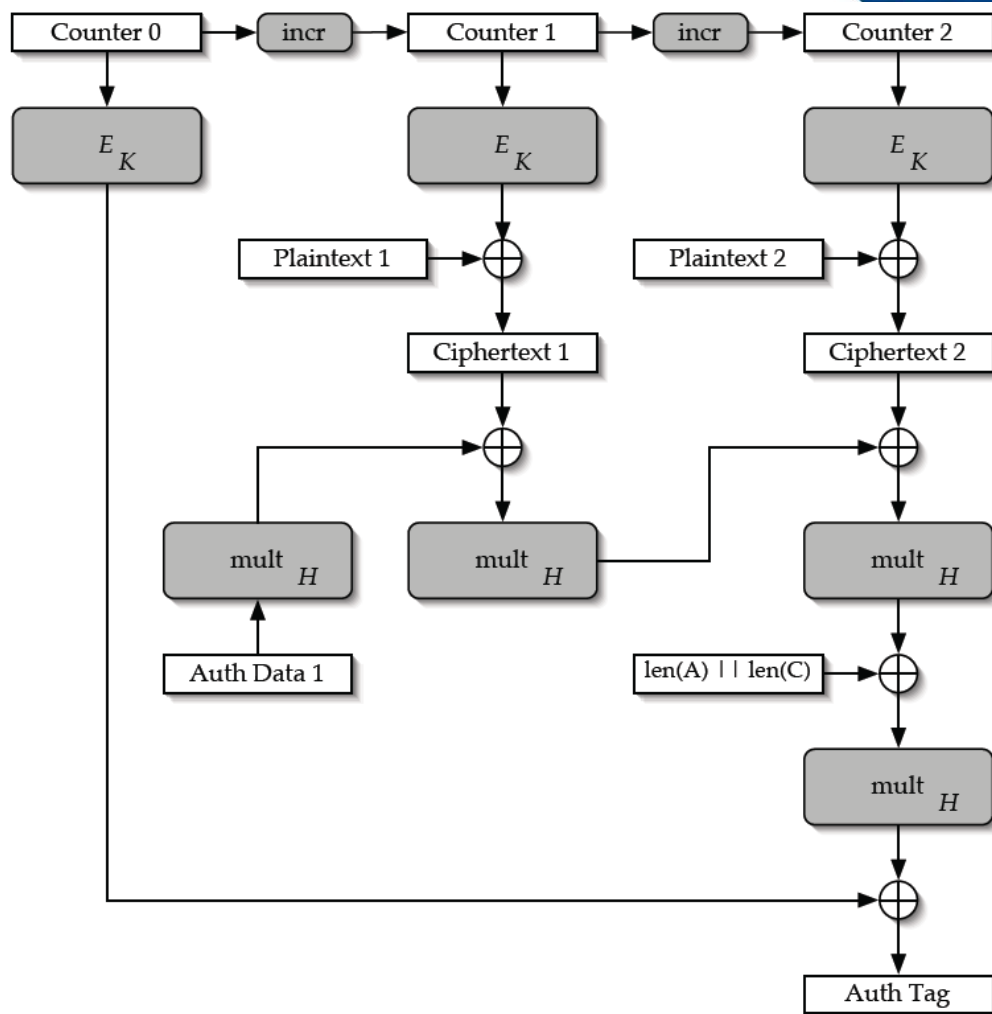 Counter 0
incr
Counter 1
incr
Counter 2
E K
E K
E K
Plaintext 1
Plaintext 2
Ciphertext 1
Ciphertext 2
mult H
mult H
mult H
Auth Data 1
len(A) || len(C)
mult H
Auth Tag